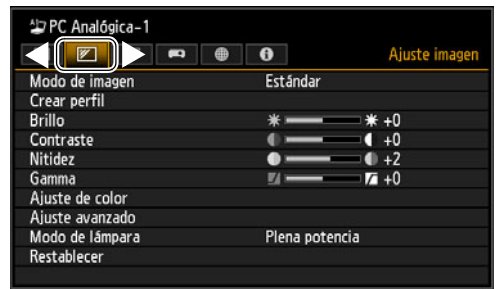 PC Analógica-1
Ajuste imagen
Modo de imagen Estándar
Crear perfil
Brillo +0
Contraste +0
Nitidez +2
Gamma +0
Ajuste de color
Ajuste avanzado
Modo de lámpara Plena potencia
Restablecer